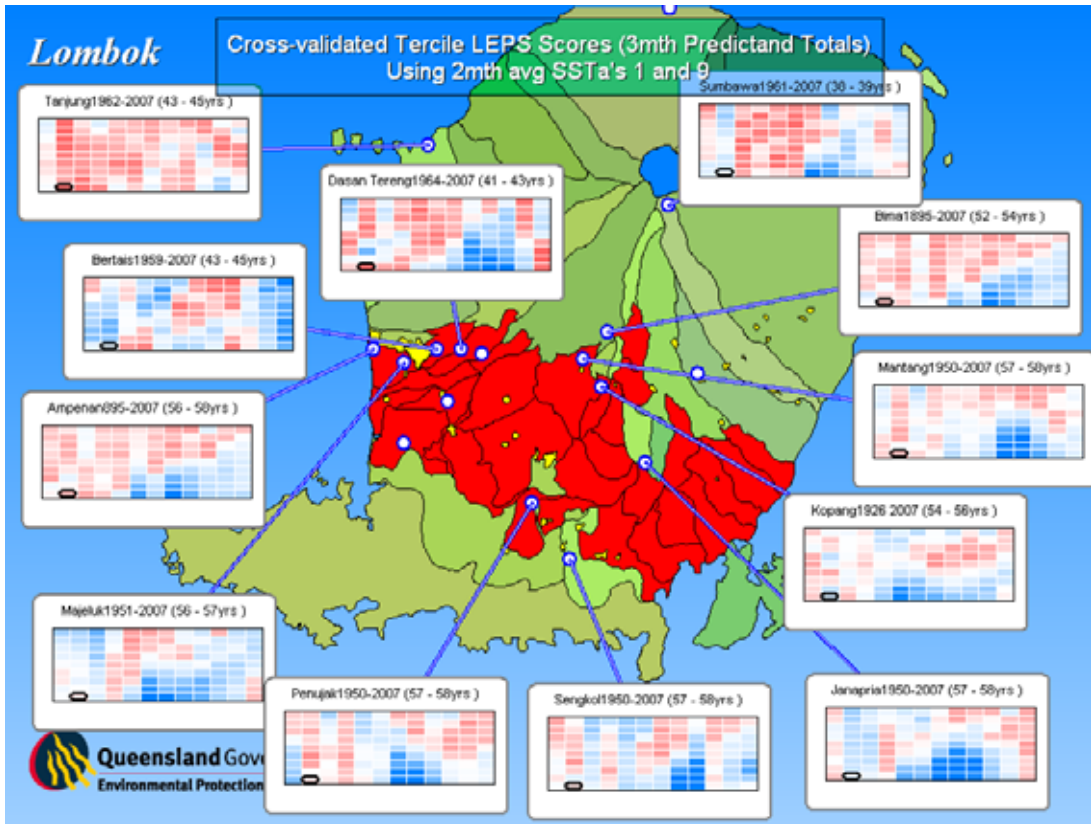 Lombok
Cross-validated Tercile LEPS Scores (3mth Predictand Totals)
Using 2mth avg SSTa's 1 and 9
Tanjung1962-2007 (43 - 45yrs )
Sumbawa1961-2007 (38 - 39yrs )
Dasan Tereng1964-2007 (41 - 43yrs )
Bima1895-2007 (52 - 54yrs )
Bertais1959-2007 (43 - 45yrs )
Mantang1950-2007 (57 - 58yrs )
Ampenan895-2007 (56 - 58yrs )
Kopang1926 2007 (54 - 56yrs )
Majeluk1951-2007 (56 - 57yrs )
Penujak1950-2007 (57 - 58yrs )
Sengkol1950-2007 (57 - 58yrs )
Janapria1950-2007 (57 - 58yrs )
Queensland Gov
Environmental Protection